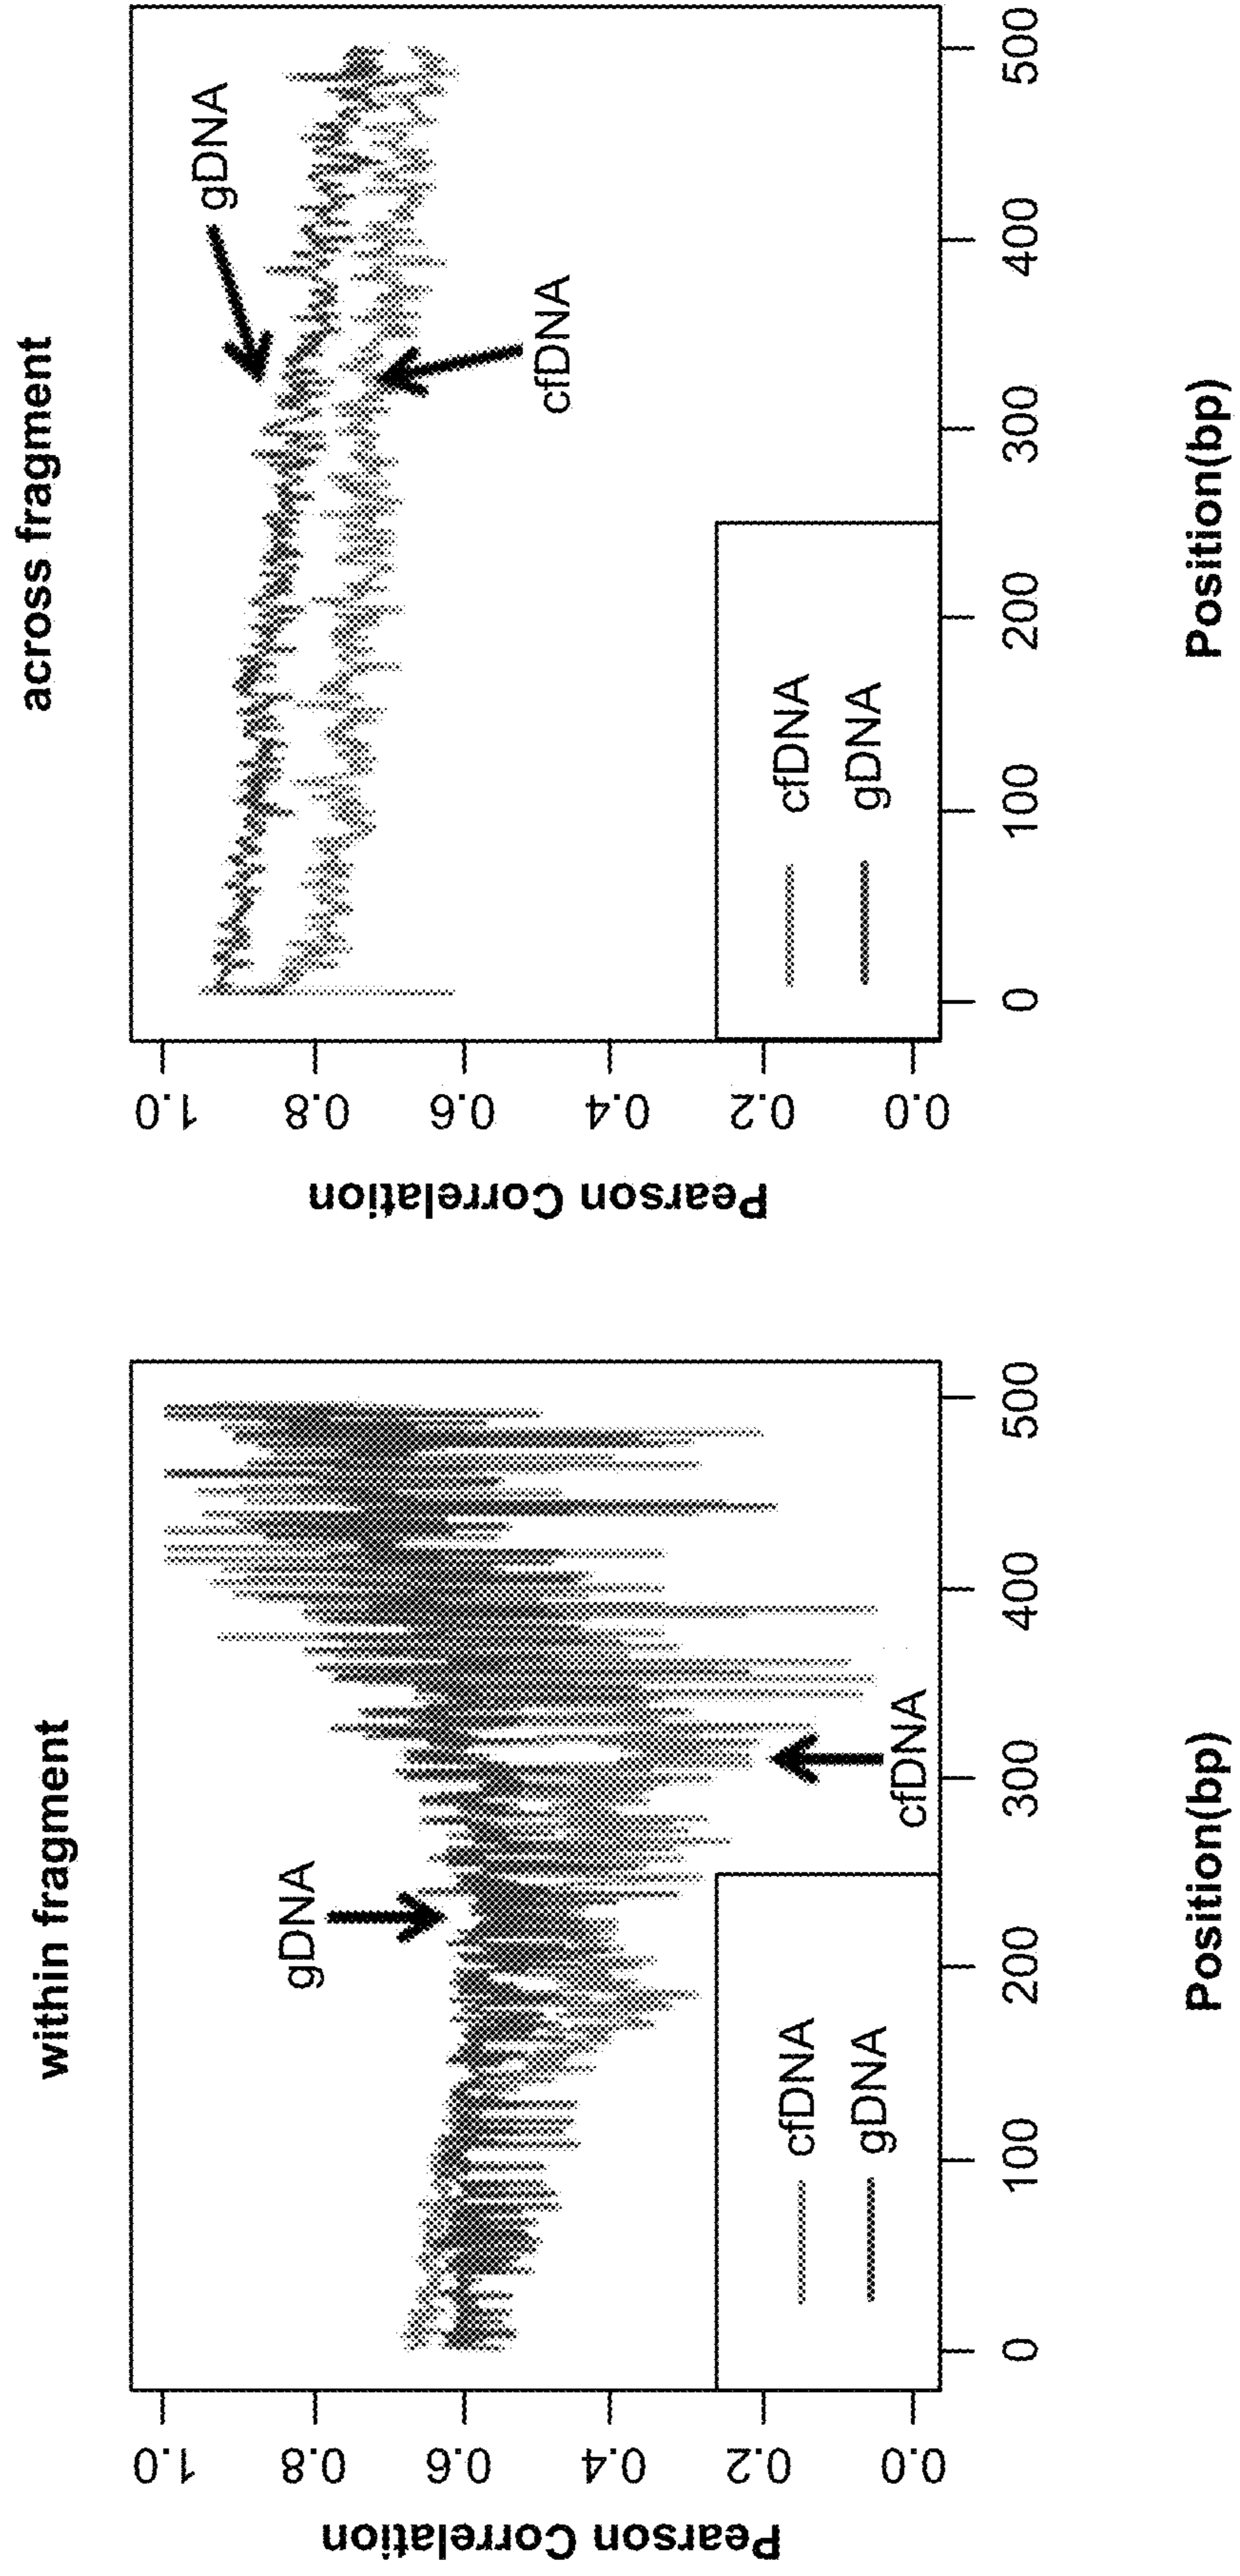 within fragment
Pearson Correlation
1.0
0.8
0.6
0.4
0.2
0.0
gDNA
cfDNA
cfDNA
gDNA
0 100 200 300 400 500
Position(bp)
across fragment
Pearson Correlation
1.0
0.8
0.6
0.4
0.2
0.0
gDNA
cfDNA
cfDNA
gDNA
0 100 200 300 400 500
Position(bp)